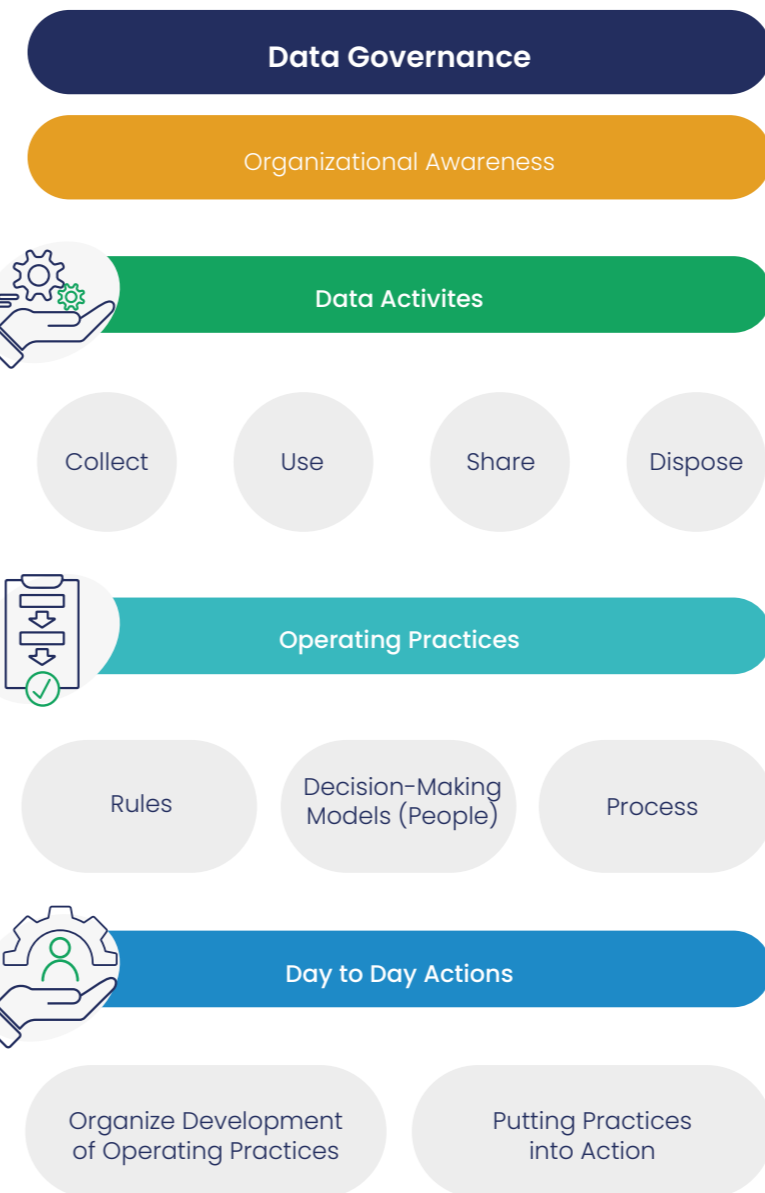 Data Governance
Organizational Awareness
Data Activites
Collect
Use
Share
Dispose
Operating Practices
Rules
Decision-Making
Models (People)
Process
Day to Day Actions
Organize Development
of Operating Practices
Putting Practices
into Action